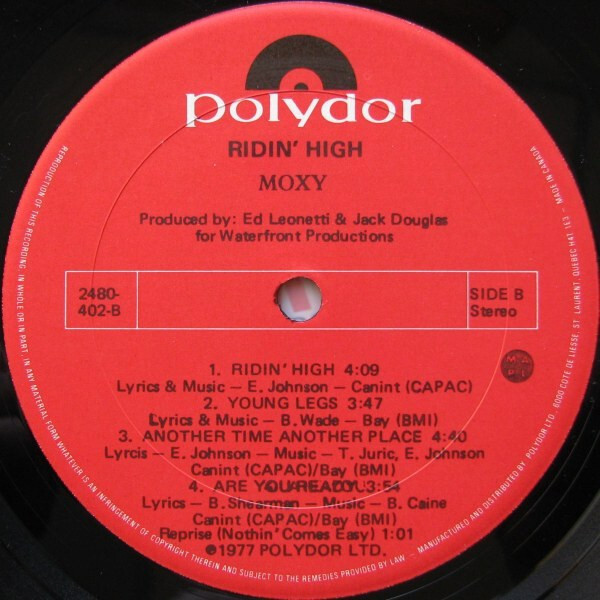 polydor
RIDIN' HIGH
MOXY
Produced by: Ed Leonetti & Jack Douglas
for Waterfront Productions
2480-
402-B
SIDE B
Stereo
1. RIDIN' HIGH 4:09
Lyrics & Music – E. Johnson – Canint (CAPAC)
2. YOUNG LEGS 3:47
Lyrics & Music – B. Wade – Bay (BMI)
3. ANOTHER TIME ANOTHER PLACE 4:40
Lyrcis – E. Johnson – Music – T. Juric, E. Johnson
Canint (CAPAC)/Bay (BMI)
4. ARE YOU READY 3:54
Lyrics – B. Shearman – Music – B. Caine
Canint (CAPAC)/Bay (BMI)
Reprise (Nothin' Comes Easy) 1:01
℗1977 POLYDOR LTD.
REPRODUCTION OF THIS RECORDING, IN WHOLE OR IN PART, IN ANY MATERIAL FORM WHATEVER IS AN INFRINGEMENT OF COPYRIGHT THEREIN AND SUBJECT TO THE REMEDIES PROVIDED BY LAW – MANUFACTURED AND DISTRIBUTED BY POLYDOR LTD. 6000 COTE DE LIESSE, ST. LAURENT, QUEBEC H4T 1E3 – MADE IN CANADA